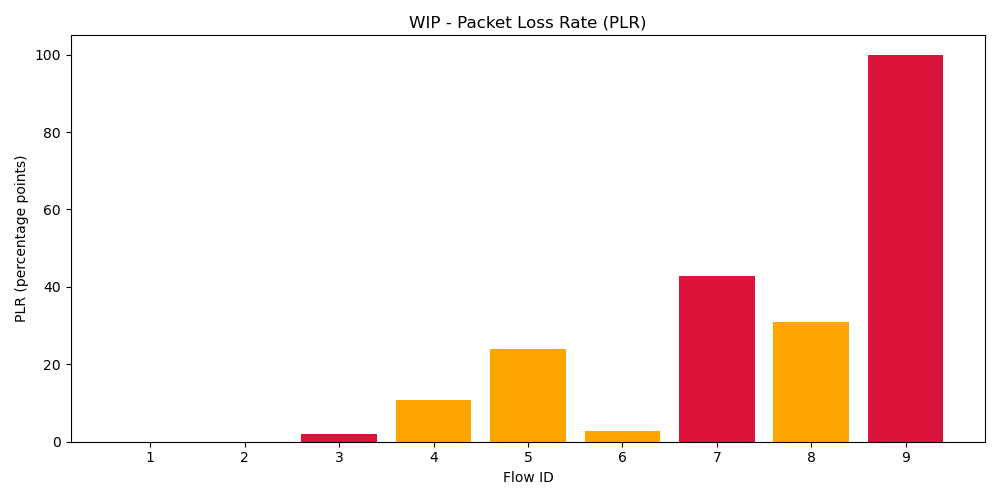 WIP - Packet Loss Rate (PLR)
100
80
60
40
20
0
PLR (percentage points)
1 2 3 4 5 6 7 8 9
Flow ID